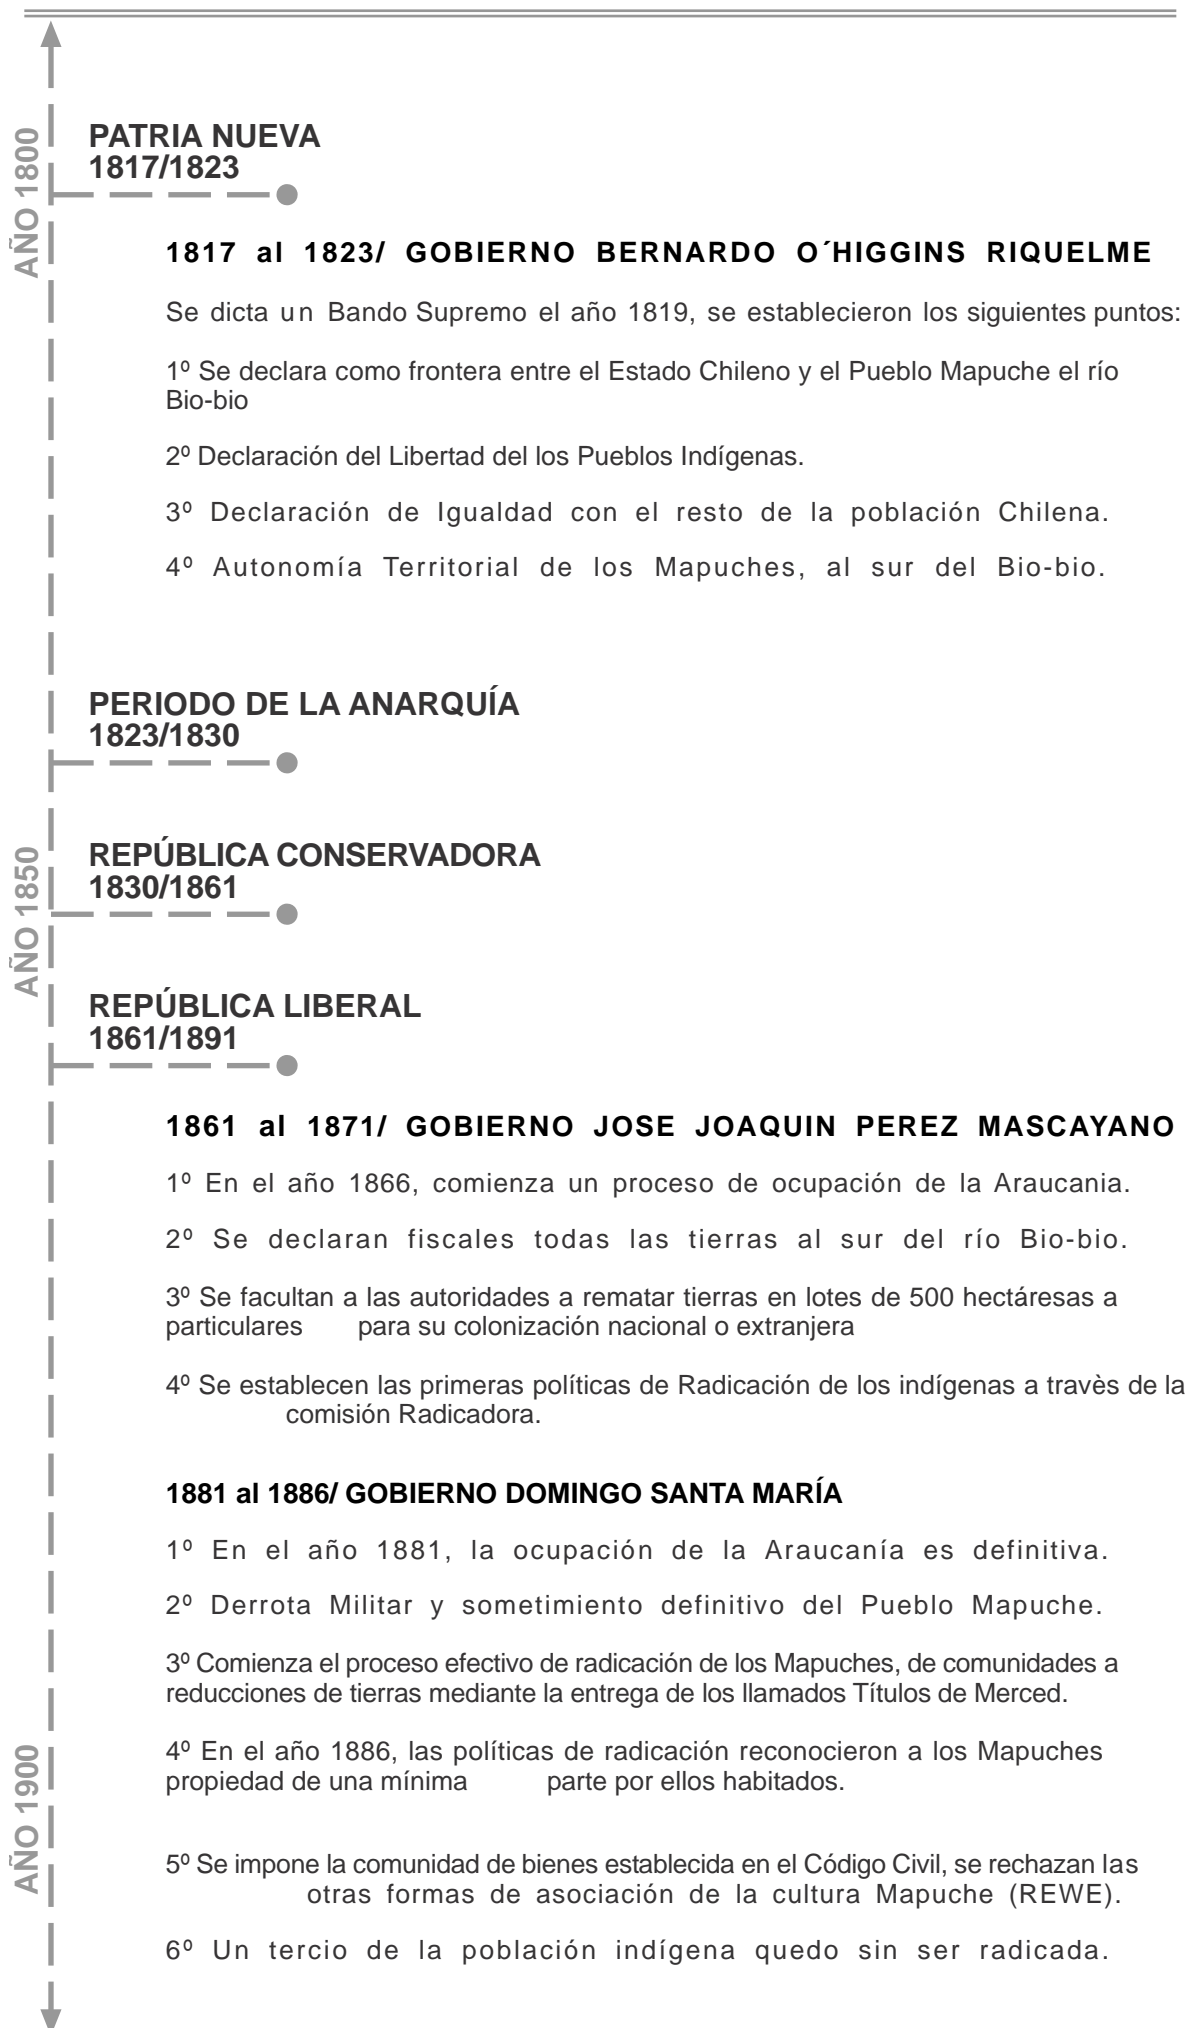 AÑO 1800
PATRIA NUEVA
1817/1823
1817 al 1823/ GOBIERNO BERNARDO O´HIGGINS RIQUELME
Se dicta un Bando Supremo el año 1819, se establecieron los siguientes puntos:
1º Se declara como frontera entre el Estado Chileno y el Pueblo Mapuche el río
Bio-bio
2º Declaración del Libertad del los Pueblos Indígenas.
3º Declaración de Igualdad con el resto de la población Chilena.
4º Autonomía Territorial de los Mapuches, al sur del Bio-bio.
PERIODO DE LA ANARQUÍA
1823/1830
AÑO 1850
REPÚBLICA CONSERVADORA
1830/1861
REPÚBLICA LIBERAL
1861/1891
1861 al 1871/ GOBIERNO JOSE JOAQUIN PEREZ MASCAYANO
1º En el año 1866, comienza un proceso de ocupación de la Araucania.
2º Se declaran fiscales todas las tierras al sur del río Bio-bio.
3º Se facultan a las autoridades a rematar tierras en lotes de 500 hectáresas a
particulares para su colonización nacional o extranjera
4º Se establecen las primeras políticas de Radicación de los indígenas a travès de la
comisión Radicadora.
1881 al 1886/ GOBIERNO DOMINGO SANTA MARÍA
1º En el año 1881, la ocupación de la Araucanía es definitiva.
2º Derrota Militar y sometimiento definitivo del Pueblo Mapuche.
3º Comienza el proceso efectivo de radicación de los Mapuches, de comunidades a
reducciones de tierras mediante la entrega de los llamados Títulos de Merced.
AÑO 1900
4º En el año 1886, las políticas de radicación reconocieron a los Mapuches
propiedad de una mínima parte por ellos habitados.
5º Se impone la comunidad de bienes establecida en el Código Civil, se rechazan las
otras formas de asociación de la cultura Mapuche (REWE).
6º Un tercio de la población indígena quedo sin ser radicada.